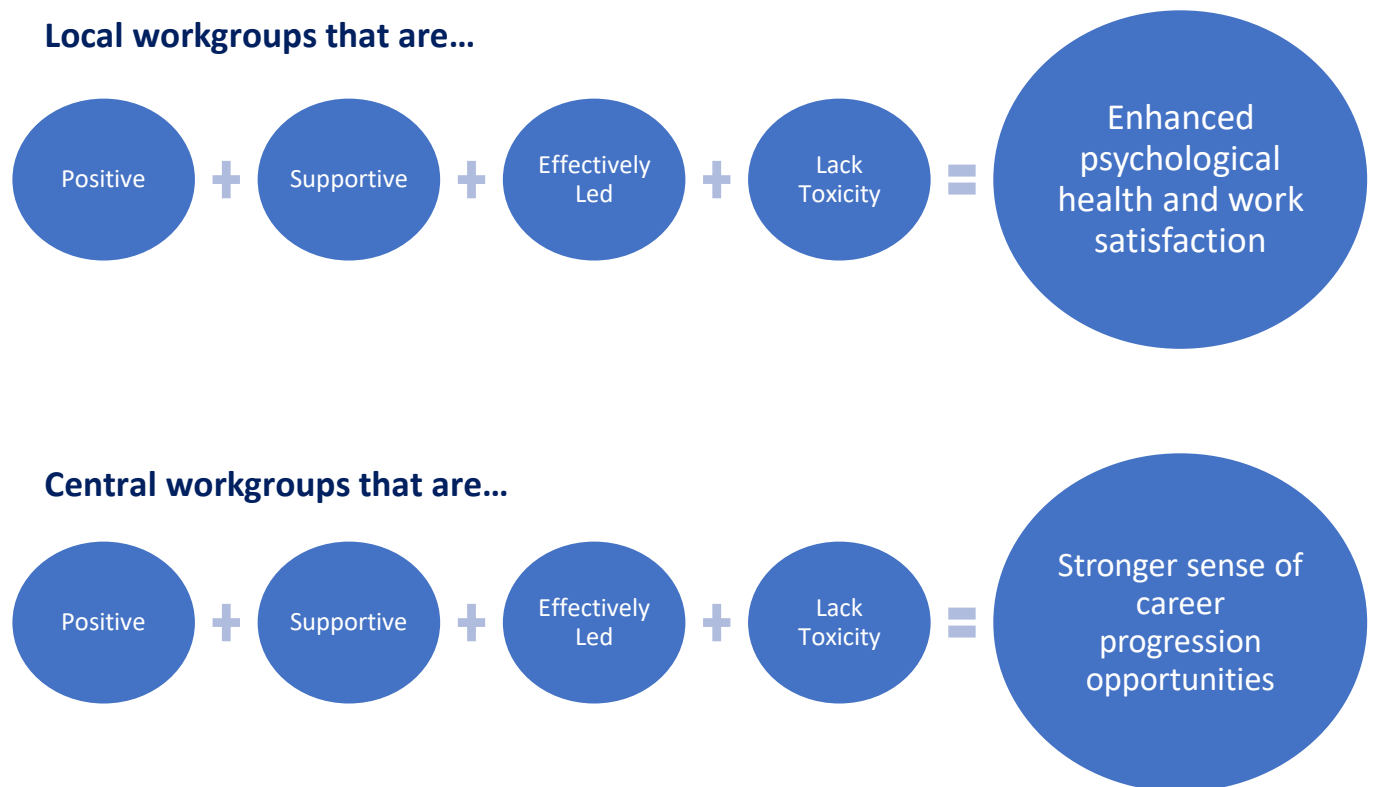 Local workgroups that are…
Positive
+
Supportive
+
Effectively
Led
+
Lack
Toxicity
=
Enhanced
psychological
health and work
satisfaction
Central workgroups that are…
Positive
+
Supportive
+
Effectively
Led
+
Lack
Toxicity
=
Stronger sense of
career
progression
opportunities